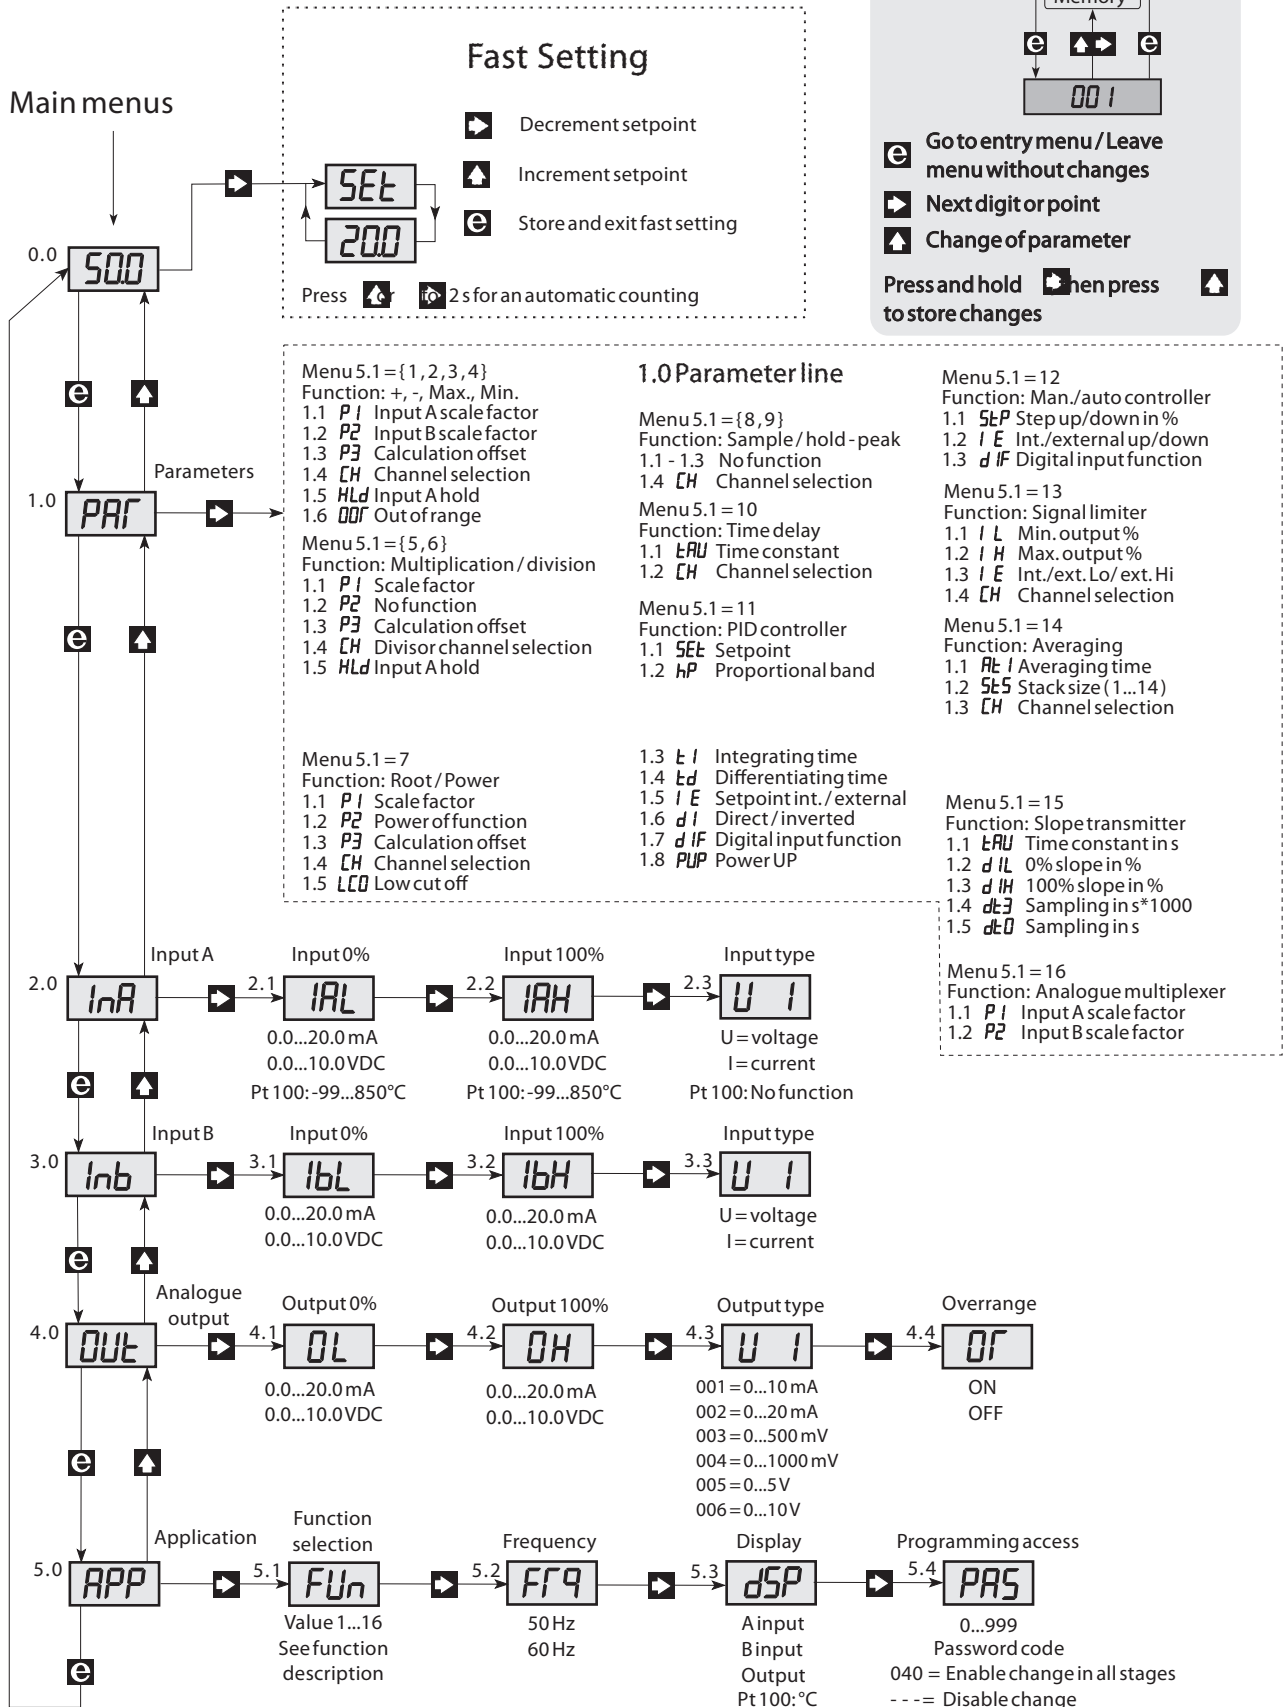 Memory
e
e
001
e Go to entry menu / Leave
menu without changes
Next digit or point
Change of parameter
Press and hold then press
to store changes
Fast Setting
Decrement setpoint
Increment setpoint
e Store and exit fast setting
SEt
20.0
Press or for 2 s for an automatic counting
Main menus
0.0
50.0
e
Parameters
1.0
PAr
e
1.0 Parameter line
Menu 5.1 = {1, 2, 3, 4}
Function: +, -, Max., Min.
1.1 P1 Input A scale factor
1.2 P2 Input B scale factor
1.3 P3 Calculation offset
1.4 CH Channel selection
1.5 HLd Input A hold
1.6 OOr Out of range
Menu 5.1 = {5, 6}
Function: Multiplication / division
1.1 P1 Scale factor
1.2 P2 No function
1.3 P3 Calculation offset
1.4 CH Divisor channel selection
1.5 HLd Input A hold
Menu 5.1 = 7
Function: Root / Power
1.1 P1 Scale factor
1.2 P2 Power of function
1.3 P3 Calculation offset
1.4 CH Channel selection
1.5 LCO Low cut off
Menu 5.1 = {8, 9}
Function: Sample / hold - peak
1.1 - 1.3 No function
1.4 CH Channel selection
Menu 5.1 = 10
Function: Time delay
1.1 tAU Time constant
1.2 CH Channel selection
Menu 5.1 = 11
Function: PID controller
1.1 SEt Setpoint
1.2 hP Proportional band
1.3 tI Integrating time
1.4 td Differentiating time
1.5 I E Setpoint int. / external
1.6 dI Direct / inverted
1.7 dIF Digital input function
1.8 PUP Power UP
Menu 5.1 = 12
Function: Man./auto controller
1.1 StP Step up/down in %
1.2 I E Int./external up/down
1.3 dIF Digital input function
Menu 5.1 = 13
Function: Signal limiter
1.1 I L Min. output %
1.2 I H Max. output %
1.3 I E Int./ext. Lo/ ext. Hi
1.4 CH Channel selection
Menu 5.1 = 14
Function: Averaging
1.1 AtI Averaging time
1.2 StS Stack size (1...14)
1.3 CH Channel selection
Menu 5.1 = 15
Function: Slope transmitter
1.1 tAU Time constant in s
1.2 dIL 0% slope in %
1.3 dIH 100% slope in %
1.4 dt3 Sampling in s*1000
1.5 dt0 Sampling in s
Menu 5.1 = 16
Function: Analogue multiplexer
1.1 P1 Input A scale factor
1.2 P2 Input B scale factor
Input A Input 0% Input 100% Input type
2.0 InA 2.1 IAL 2.2 IAH 2.3 U I
0.0...20.0 mA 0.0...20.0 mA U = voltage
0.0...10.0 VDC 0.0...10.0 VDC I = current
Pt100: -99...850°C Pt100: -99...850°C Pt100: No function
e
Input B Input 0% Input 100% Input type
3.0 Inb 3.1 IbL 3.2 IbH 3.3 U I
0.0...20.0 mA 0.0...20.0 mA U = voltage
0.0...10.0 VDC 0.0...10.0 VDC I = current
e
Analogue
output Output 0% Output 100% Output type Overrange
4.0 OUt 4.1 OL 4.2 OH 4.3 U I 4.4 Or
0.0...20.0 mA 0.0...20.0 mA 001 = 0...10 mA ON
0.0...10.0 VDC 0.0...10.0 VDC 002 = 0...20 mA OFF
003 = 0...500 mV
004 = 0...1000 mV
005 = 0...5 V
006 = 0...10 V
e
Application Function
selection Frequency Display Programming access
5.0 APP 5.1 FUn 5.2 Frq 5.3 dSP 5.4 PAS
Value 1...16 50 Hz A input 0...999
See function 60 Hz B input Password code
description Output 040 = Enable change in all stages
Pt100: °C - - - = Disable change
e